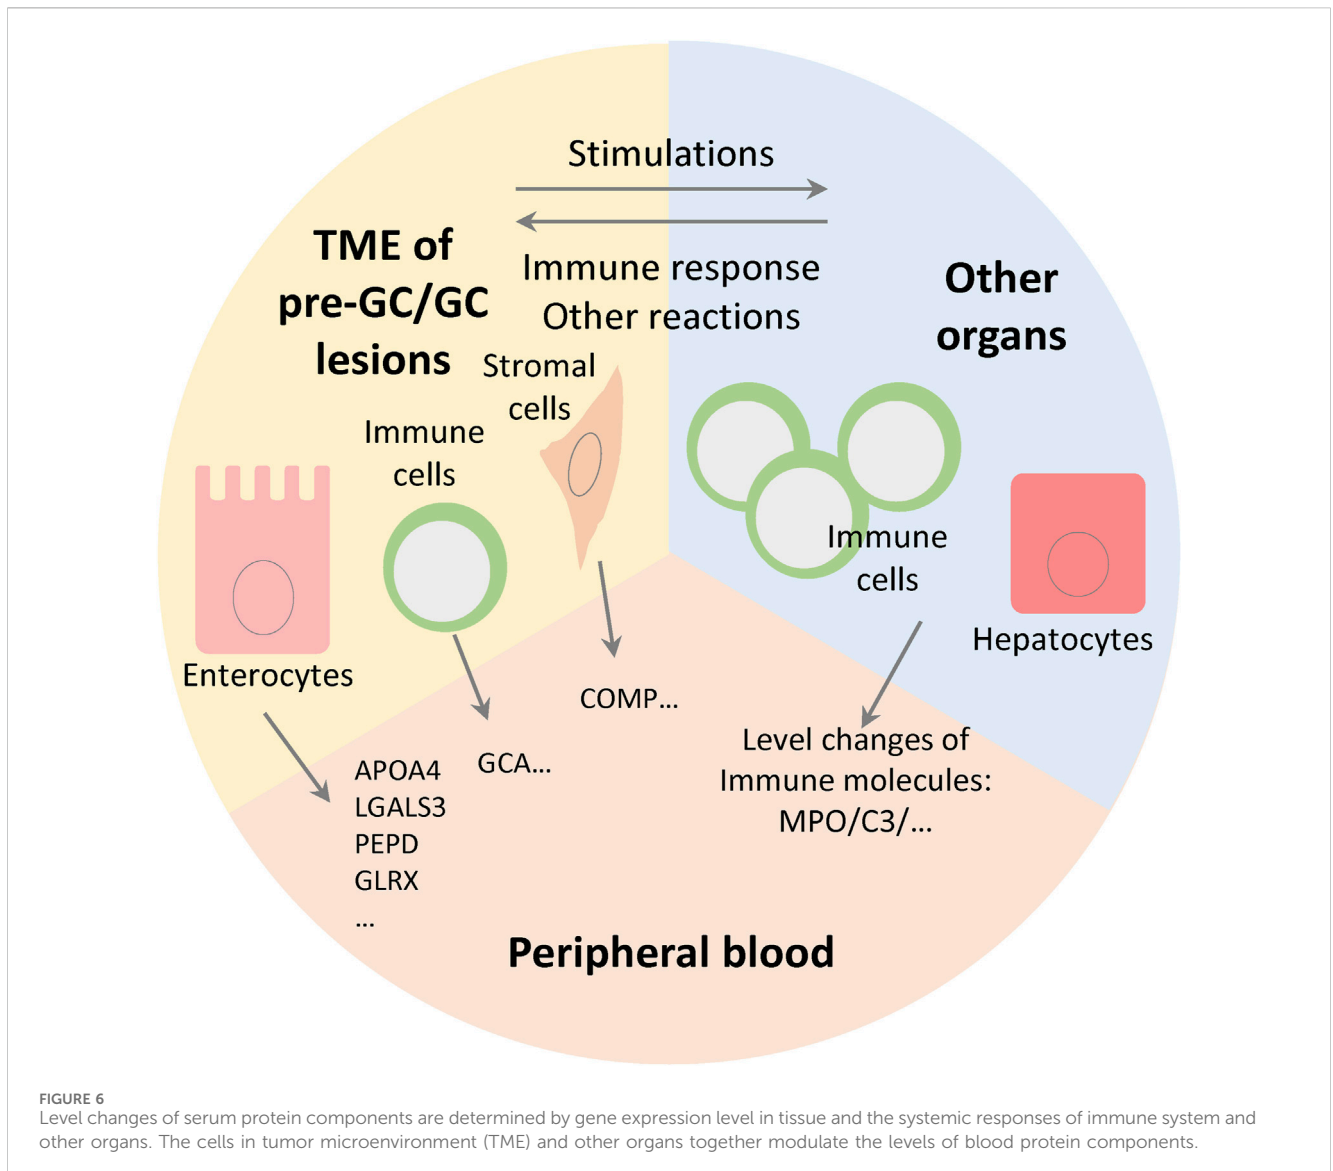 Stimulations
Immune response
Other reactions
TME of
pre-GC/GC
lesions
Other
organs
Stromal
cells
Immune
cells
Enterocytes
Immune
cells
Hepatocytes
COMP...
GCA...
APOA4
LGALS3
PEPD
GLRX
...
Level changes of
Immune molecules:
MPO/C3/...
Peripheral blood
FIGURE 6
Level changes of serum protein components are determined by gene expression level in tissue and the systemic responses of immune system and
other organs. The cells in tumor microenvironment (TME) and other organs together modulate the levels of blood protein components.